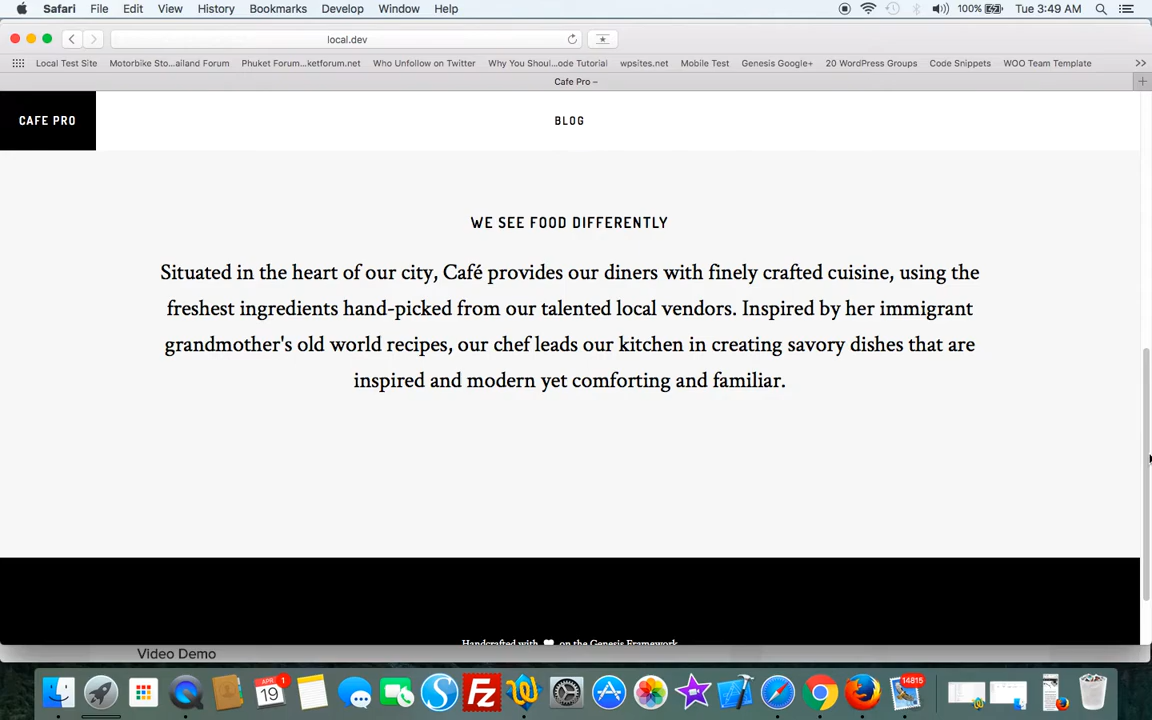 Safari File Edit View History Bookmarks Develop Window Help 100% Tue 3:49 AM
local.dev
Local Test Site Motorbike Sto...ailand Forum Phuket Forum...ketforum.net Who Unfollow on Twitter Why You Shoul...ode Tutorial wpsites.net Mobile Test Genesis Google+ 20 WordPress Groups Code Snippets WOO Team Template
Cafe Pro –
CAFE PRO BLOG
WE SEE FOOD DIFFERENTLY
Situated in the heart of our city, Café provides our diners with finely crafted cuisine, using the
freshest ingredients hand-picked from our talented local vendors. Inspired by her immigrant
grandmother's old world recipes, our chef leads our kitchen in creating savory dishes that are
inspired and modern yet comforting and familiar.
Handcrafted with on the Genesis Framework
Video Demo
APR 1
19
14815